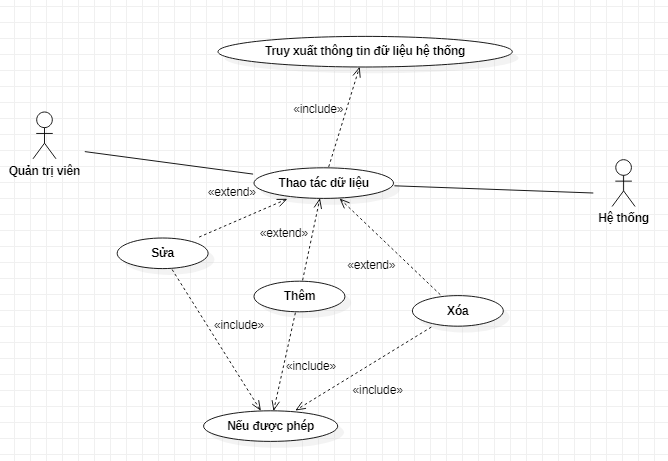 Truy xuất thông tin đữ liệu hệ thống
«include»
Quản trị viên
Thao tác dữ liệu
Hệ thống
«extend»
«extend»
«extend»
Sửa
Thêm
Xóa
«include»
«include»
«include»
Nếu được phép